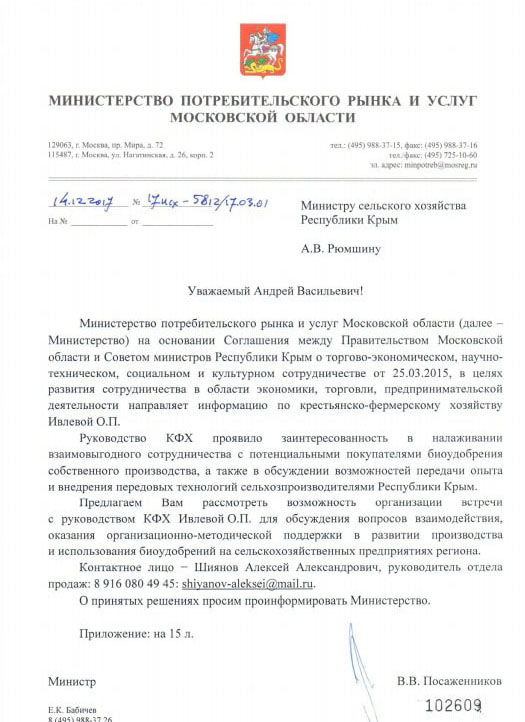 МИНИСТЕРСТВО ПОТРЕБИТЕЛЬСКОГО РЫНКА И УСЛУГ
МОСКОВСКОЙ ОБЛАСТИ
129063, г. Москва, пр. Мира, д. 72
115487, г. Москва, ул. Нагатинская, д. 26, корп. 2
тел.: (495) 988-37-15, факс: (495) 988-37-16
тел./факс: (495) 725-10-60
эл. адрес: minpotreb@mosreg.ru
14.12.2017 № 17исх-5812/17.03.01
На № от
Министру сельского хозяйства
Республики Крым
А.В. Рюмшину
Уважаемый Андрей Васильевич!
Министерство потребительского рынка и услуг Московской области (далее –
Министерство) на основании Соглашения между Правительством Московской
области и Советом министров Республики Крым о торгово-экономическом, научно-
техническом, социальном и культурном сотрудничестве от 25.03.2015, в целях
развития сотрудничества в области экономики, торговли, предпринимательской
деятельности направляет информацию по крестьянско-фермерскому хозяйству
Ивлевой О.П.
Руководство КФХ проявило заинтересованность в налаживании
взаимовыгодного сотрудничества с потенциальными покупателями биоудобрения
собственного производства, а также в обсуждении возможностей передачи опыта
и внедрения передовых технологий сельхозпроизводителями Республики Крым.
Предлагаем Вам рассмотреть возможность организации встречи
с руководством КФХ Ивлевой О.П. для обсуждения вопросов взаимодействия,
оказания организационно-методической поддержки в развитии производства
и использования биоудобрений на сельскохозяйственных предприятиях региона.
Контактное лицо – Шиянов Алексей Александрович, руководитель отдела
продаж: 8 916 080 49 45: shiyanov-aleksei@mail.ru.
О принятых решениях просим проинформировать Министерство.
Приложение: на 15 л.
Министр
В.В. Посаженников
102609
Е.К. Бабичев
8 (495) 988-37 26